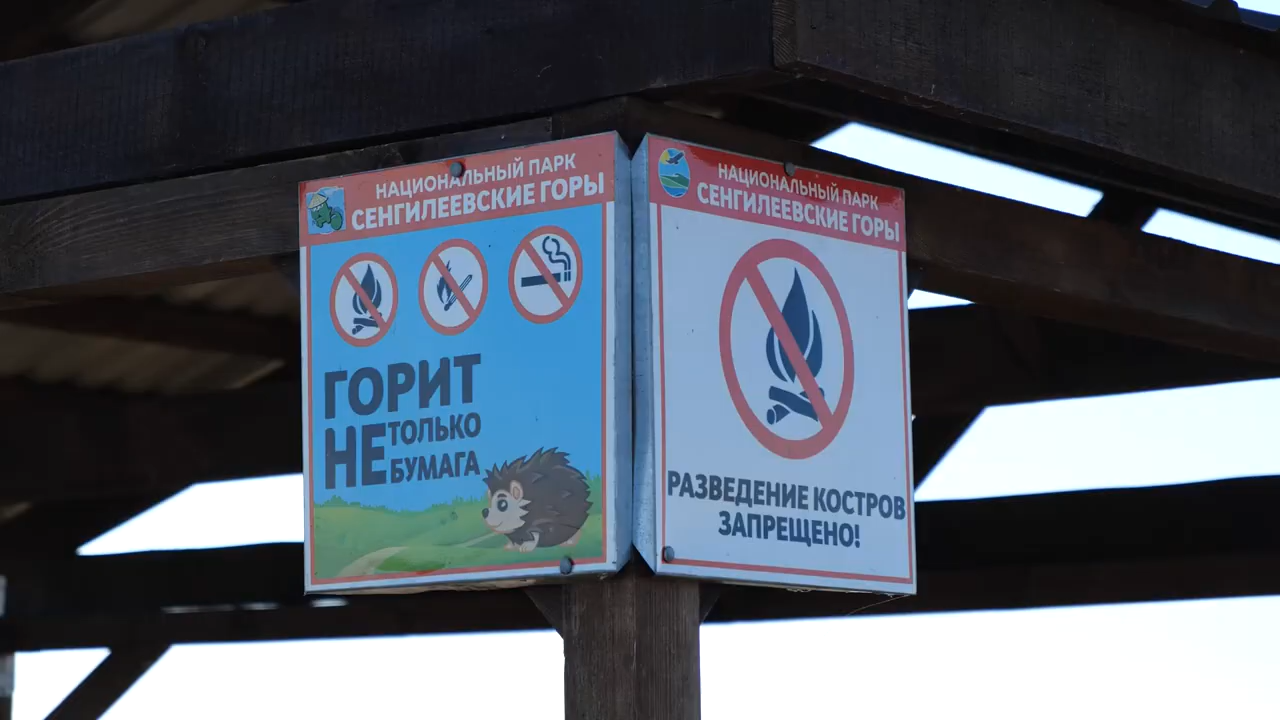 НАЦИОНАЛЬНЫЙ ПАРК
СЕНГИЛЕЕВСКИЕ ГОРЫ
ГОРИТ
НЕ ТОЛЬКО
БУМАГА
НАЦИОНАЛЬНЫЙ ПАРК
СЕНГИЛЕЕВСКИЕ ГОРЫ
РАЗВЕДЕНИЕ КОСТРОВ
ЗАПРЕЩЕНО!